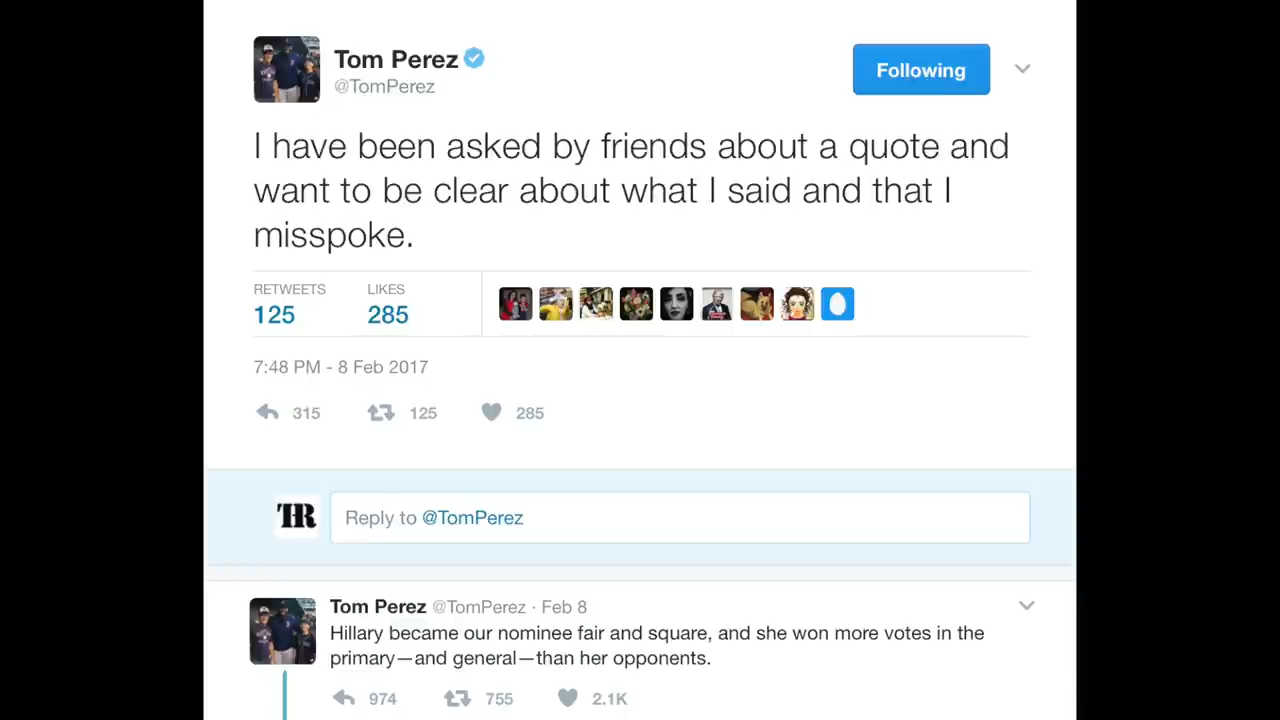 Tom Perez
@TomPerez
Following
I have been asked by friends about a quote and
want to be clear about what I said and that I
misspoke.
RETWEETS LIKES
125 285
7:48 PM - 8 Feb 2017
315 125 285
TR
Reply to @TomPerez
Tom Perez @TomPerez · Feb 8
Hillary became our nominee fair and square, and she won more votes in the
primary—and general—than her opponents.
974 755 2.1K